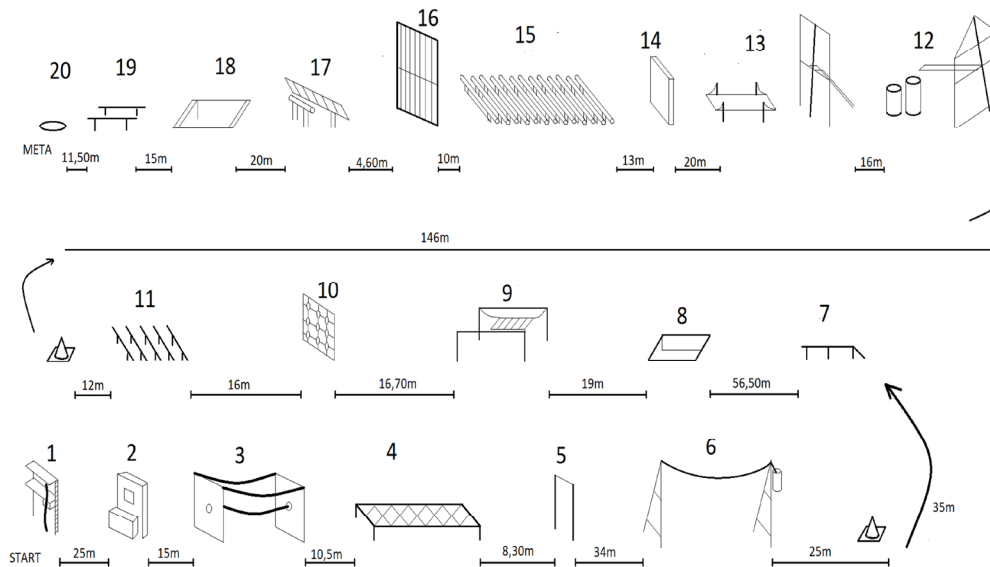 20 19 18 17 16 15 14 13 12
META
11,50m 15m 20m 4,60m 10m 13m 20m 16m
146m
11 10 9 8 7
12m 16m 16,70m 19m 56,50m
1 2 3 4 5 6
35m
START 25m 15m 10,5m 8,30m 34m 25m